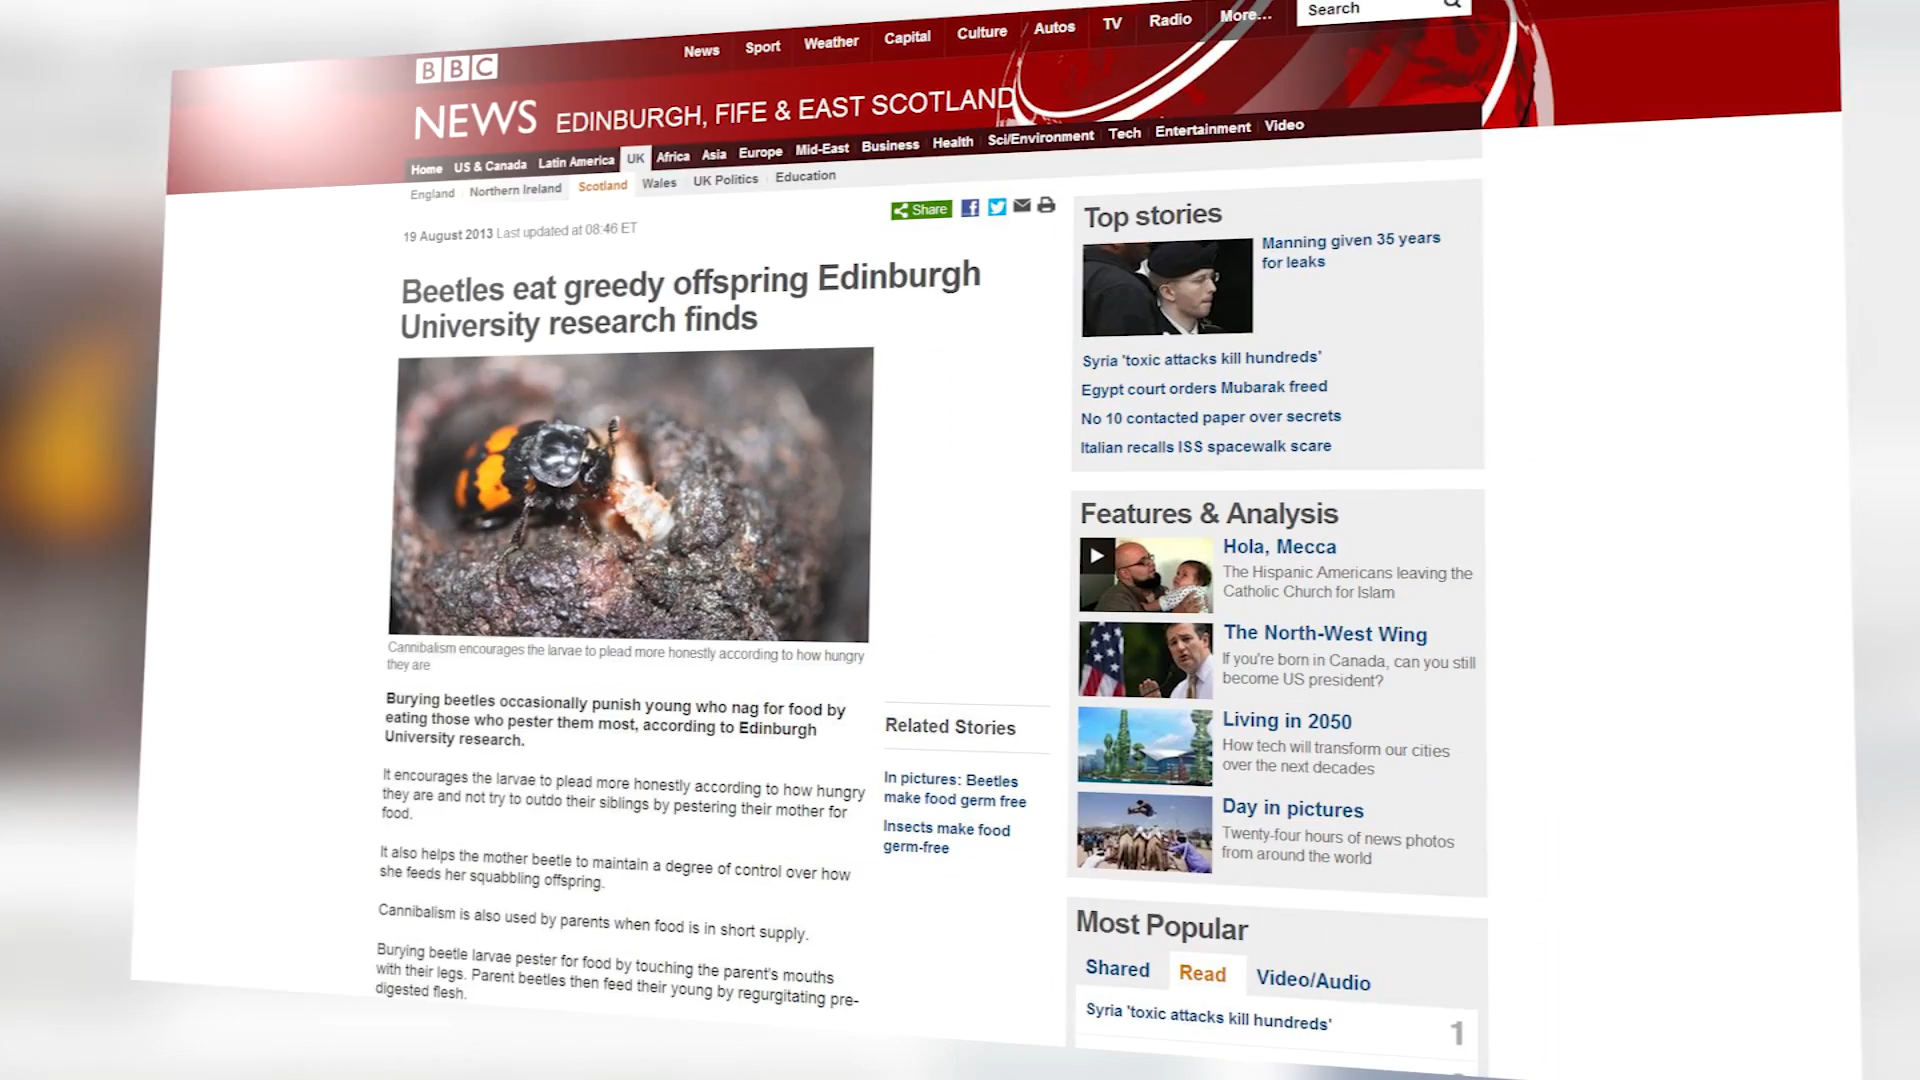 News Sport Weather Capital Culture Autos TV Radio More... Search
BBC
NEWS EDINBURGH, FIFE & EAST SCOTLAND
Home US & Canada Latin America UK Africa Asia Europe Mid-East Business Health Sci/Environment Tech Entertainment Video
England Northern Ireland Scotland Wales UK Politics Education
19 August 2013 Last updated at 08:46 ET
Share
Beetles eat greedy offspring Edinburgh
University research finds
Cannibalism encourages the larvae to plead more honestly according to how hungry
they are
Burying beetles occasionally punish young who nag for food by
eating those who pester them most, according to Edinburgh
University research.
It encourages the larvae to plead more honestly according to how hungry
they are and not try to outdo their siblings by pestering their mother for
food.
It also helps the mother beetle to maintain a degree of control over how
she feeds her squabbling offspring.
Cannibalism is also used by parents when food is in short supply.
Burying beetle larvae pester for food by touching the parent's mouths
with their legs. Parent beetles then feed their young by regurgitating pre-
digested flesh.
Related Stories
In pictures: Beetles
make food germ free
Insects make food
germ-free
Top stories
Manning given 35 years
for leaks
Syria 'toxic attacks kill hundreds'
Egypt court orders Mubarak freed
No 10 contacted paper over secrets
Italian recalls ISS spacewalk scare
Features & Analysis
Hola, Mecca
The Hispanic Americans leaving the
Catholic Church for Islam
The North-West Wing
If you're born in Canada, can you still
become US president?
Living in 2050
How tech will transform our cities
over the next decades
Day in pictures
Twenty-four hours of news photos
from around the world
Most Popular
Shared Read Video/Audio
Syria 'toxic attacks kill hundreds' 1